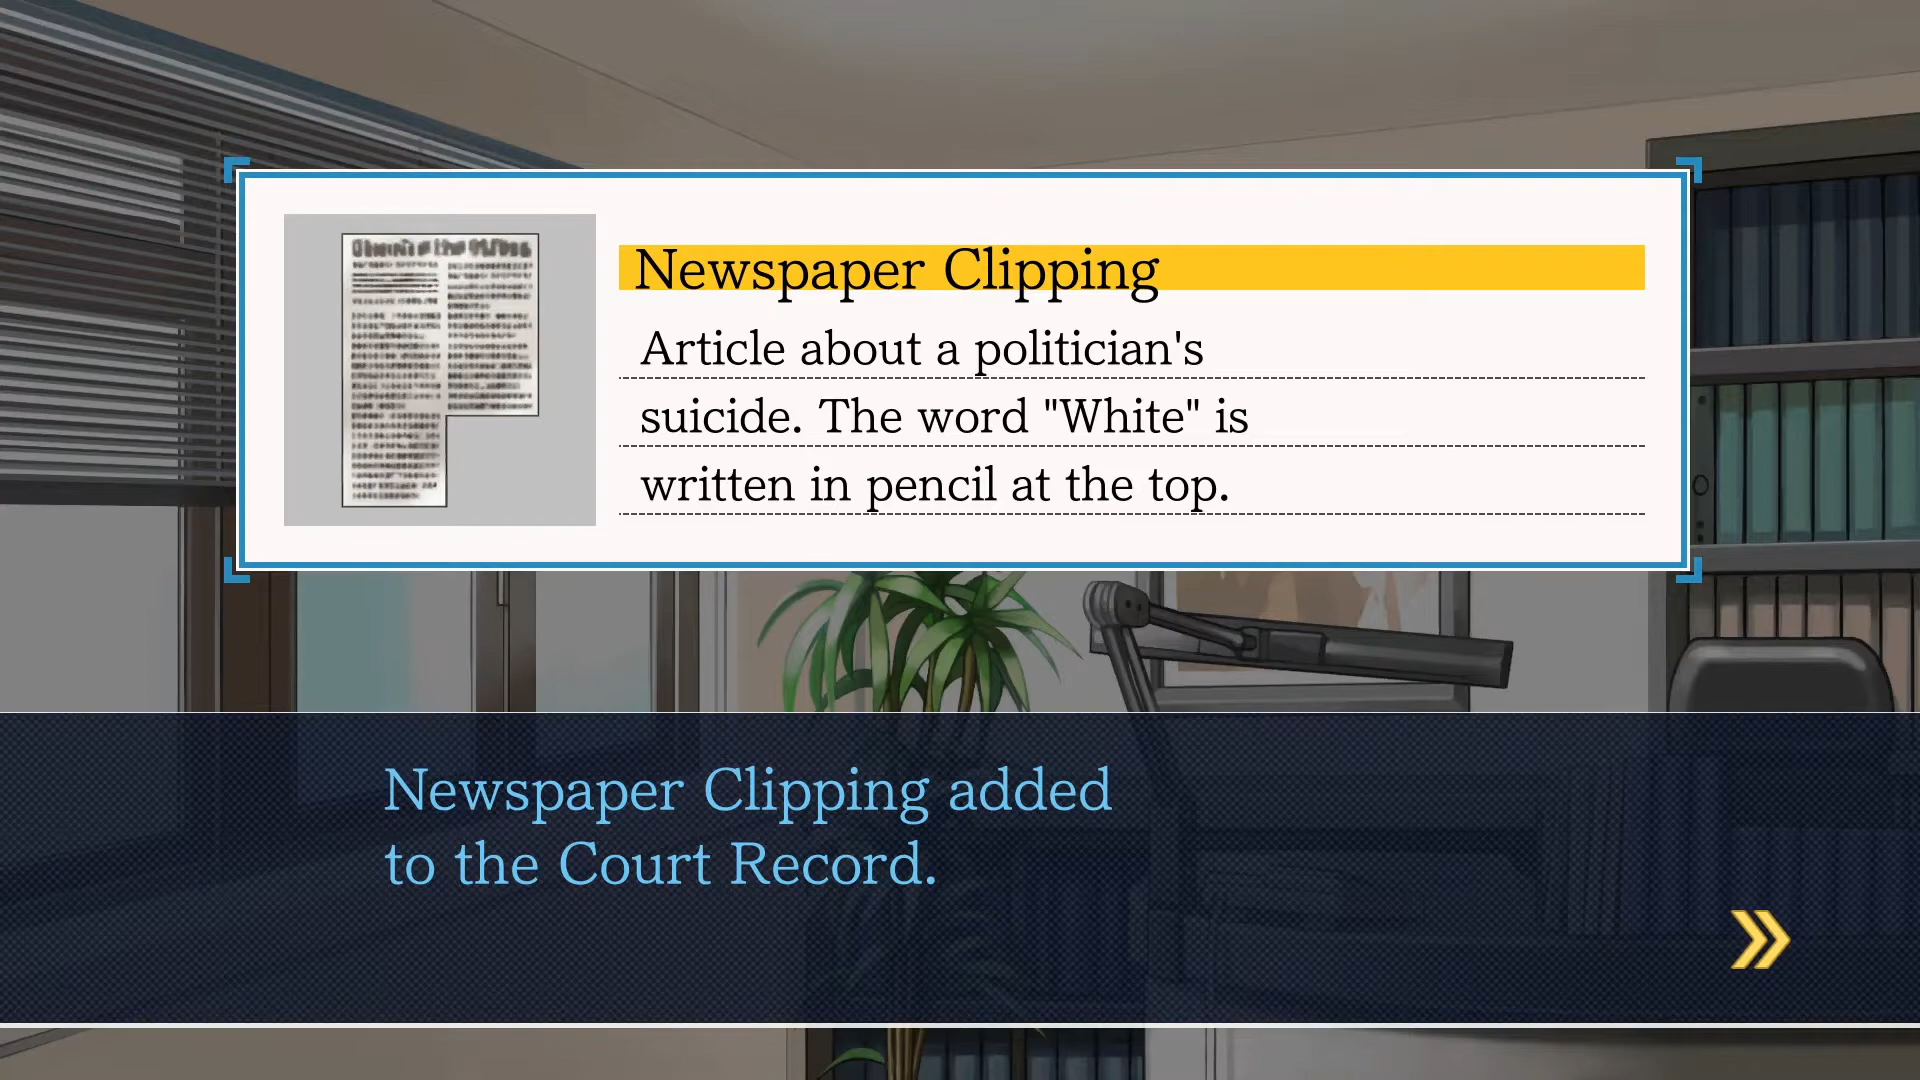 Newspaper Clipping
Article about a politician's
suicide. The word "White" is
written in pencil at the top.
Newspaper Clipping added
to the Court Record.